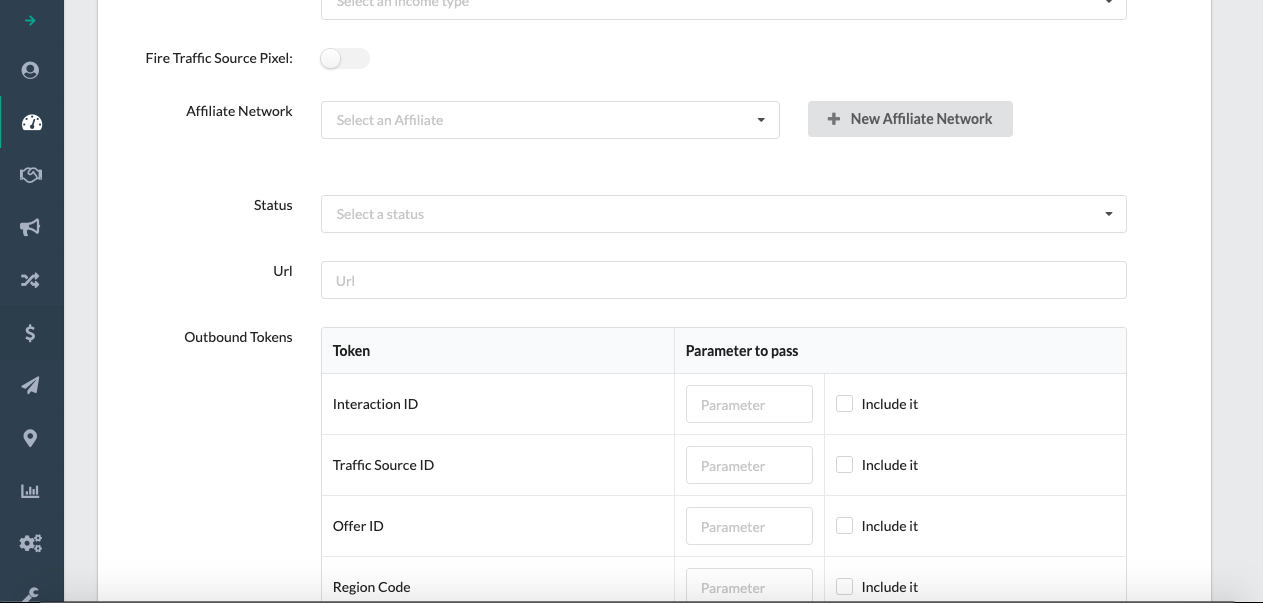 Select an income type
Fire Traffic Source Pixel:
Affiliate Network
Select an Affiliate
New Affiliate Network
Status
Select a status
Url
Url
Outbound Tokens
Token
Parameter to pass
Interaction ID
Parameter
Include it
Traffic Source ID
Parameter
Include it
Offer ID
Parameter
Include it
Region Code
Parameter
Include it